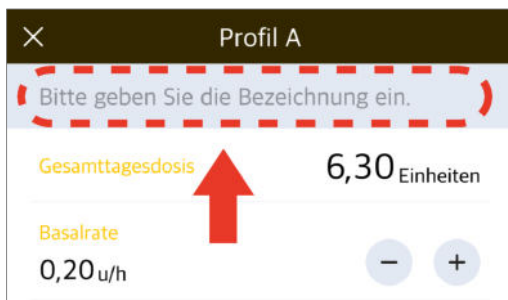 × Profil A
Bitte geben Sie die Bezeichnung ein.
Gesamttagesdosis 6,30 Einheiten
Basalrate
0,20 u/h − +